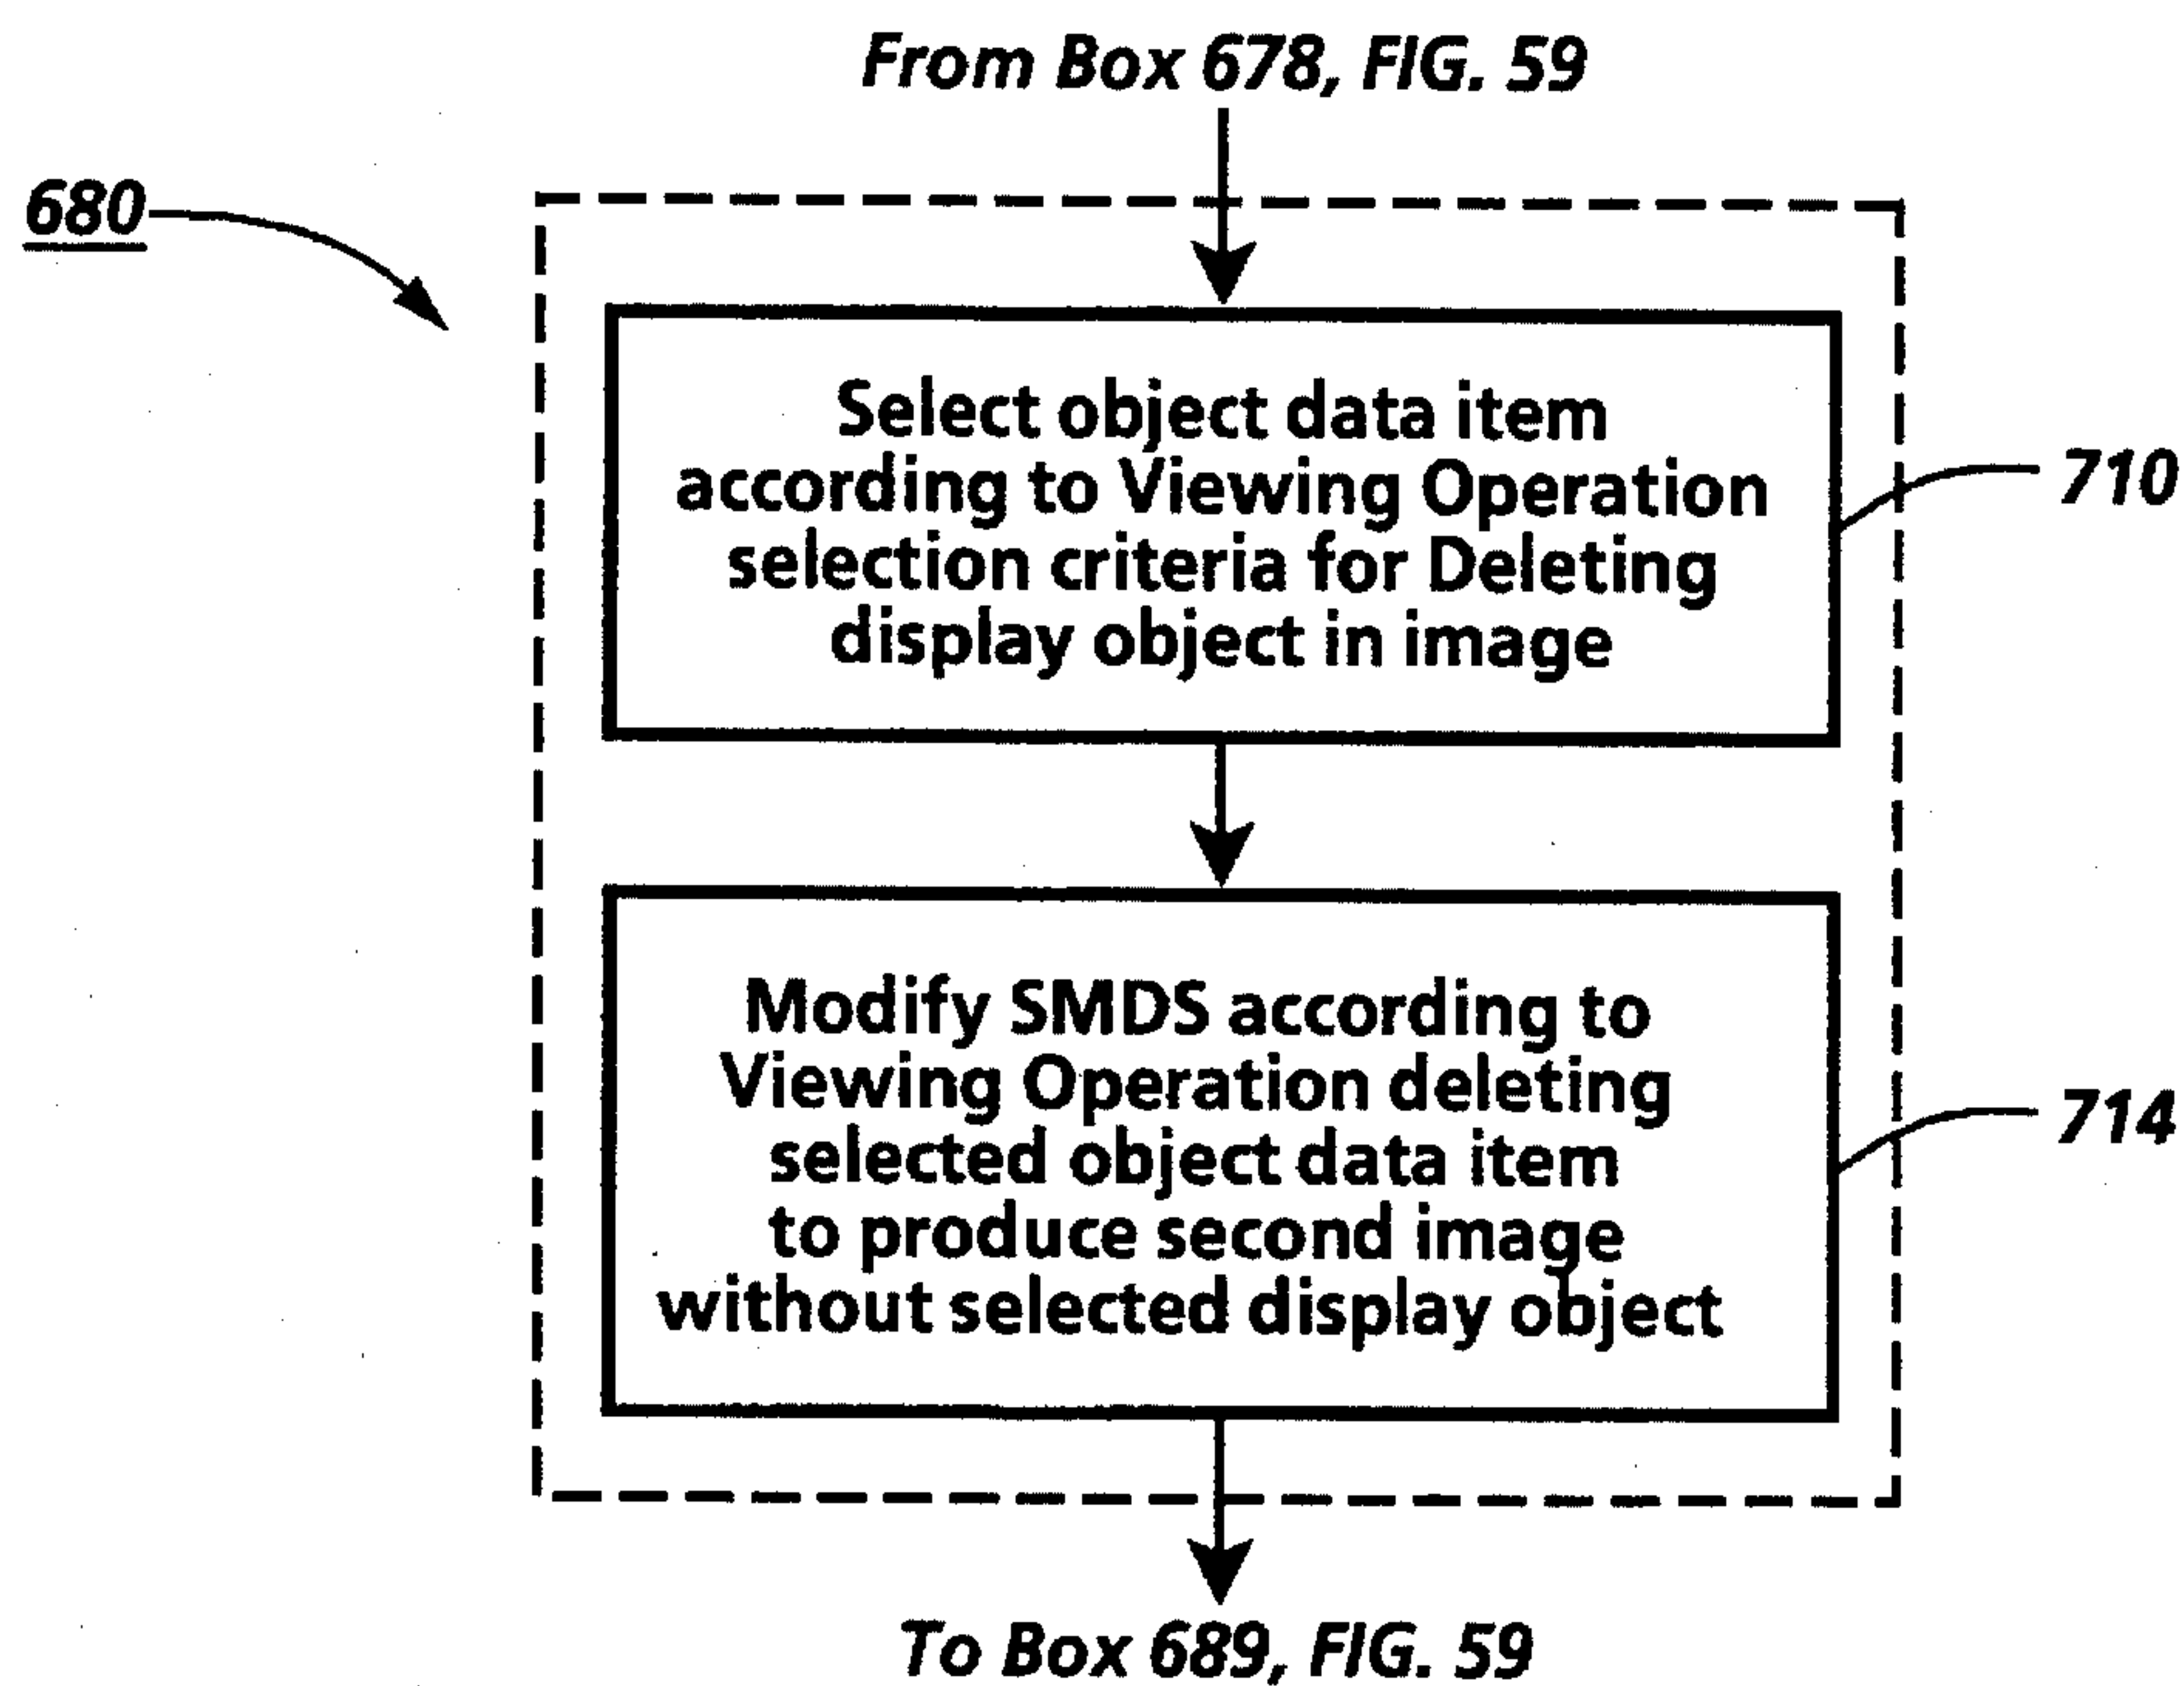 From Box 678, FIG. 59
680
Select object data item
according to Viewing Operation
selection criteria for Deleting
display object in image
710
Modify SMDS according to
Viewing Operation deleting
selected object data item
to produce second image
without selected display object
714
To Box 689, FIG. 59